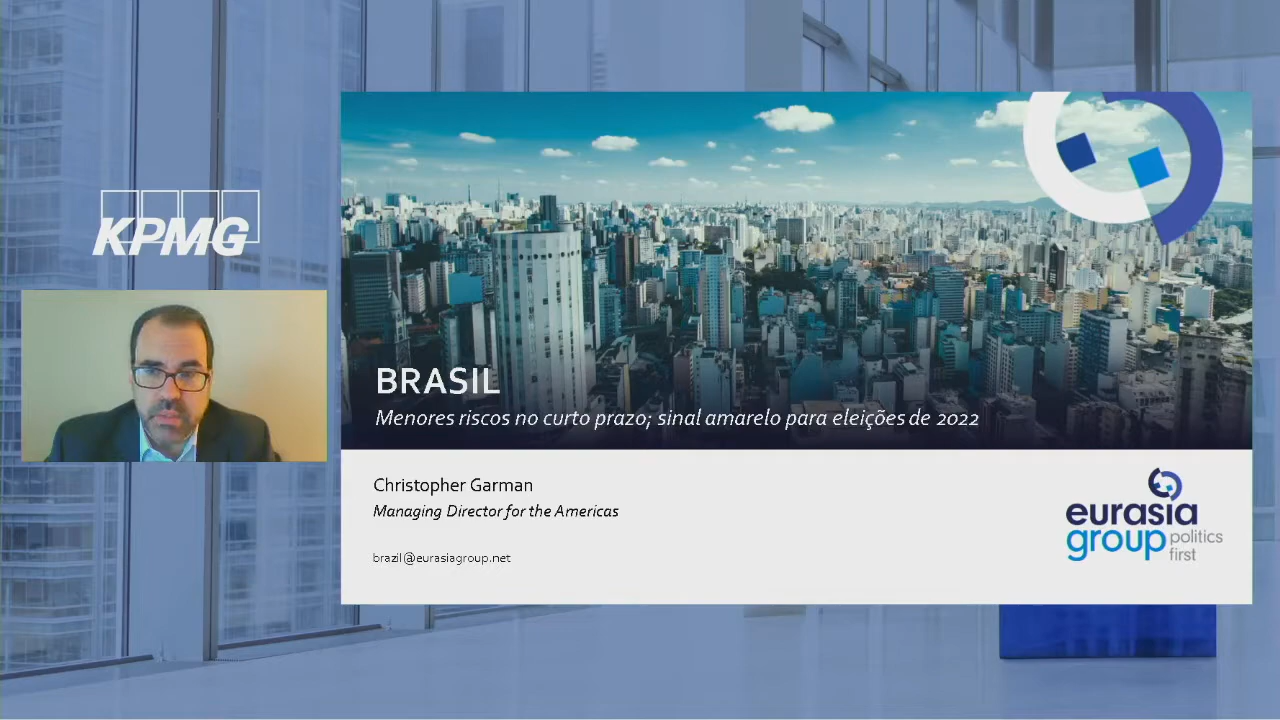 KPMG
BRASIL
Menores riscos no curto prazo; sinal amarelo para eleições de 2022
Christopher Garman
Managing Director for the Americas
brazil@eurasiagroup.net
eurasia
group politics
first